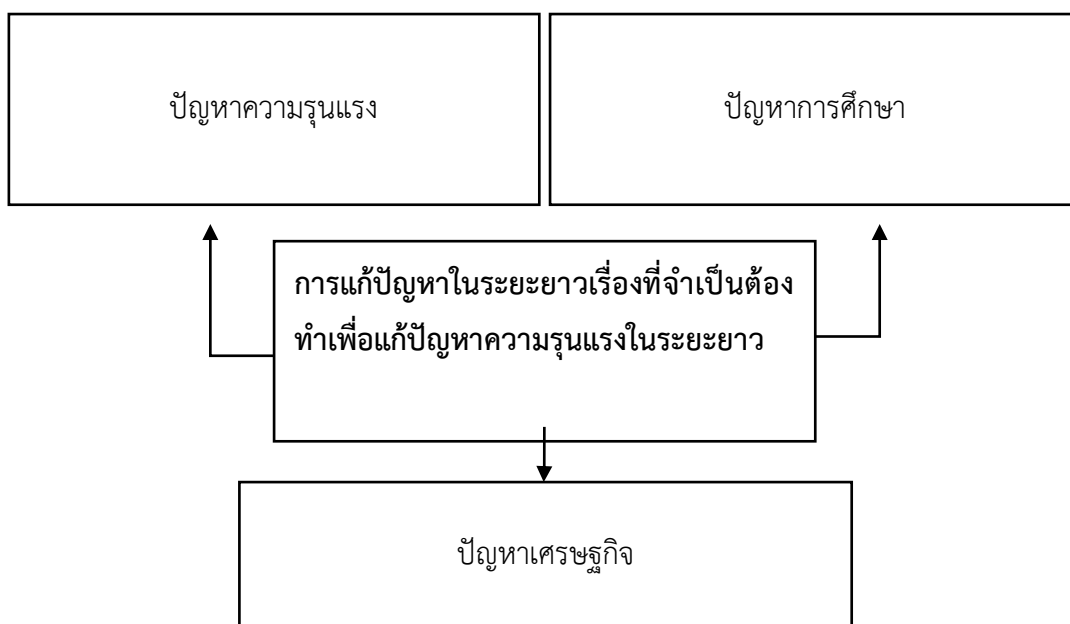 ปัญหาความรุนแรง
ปัญหาการศึกษา
การแก้ปัญหาในระยะยาวเรื่องที่จำเป็นต้อง
ทำเพื่อแก้ปัญหาความรุนแรงในระยะยาว
ปัญหาเศรษฐกิจ